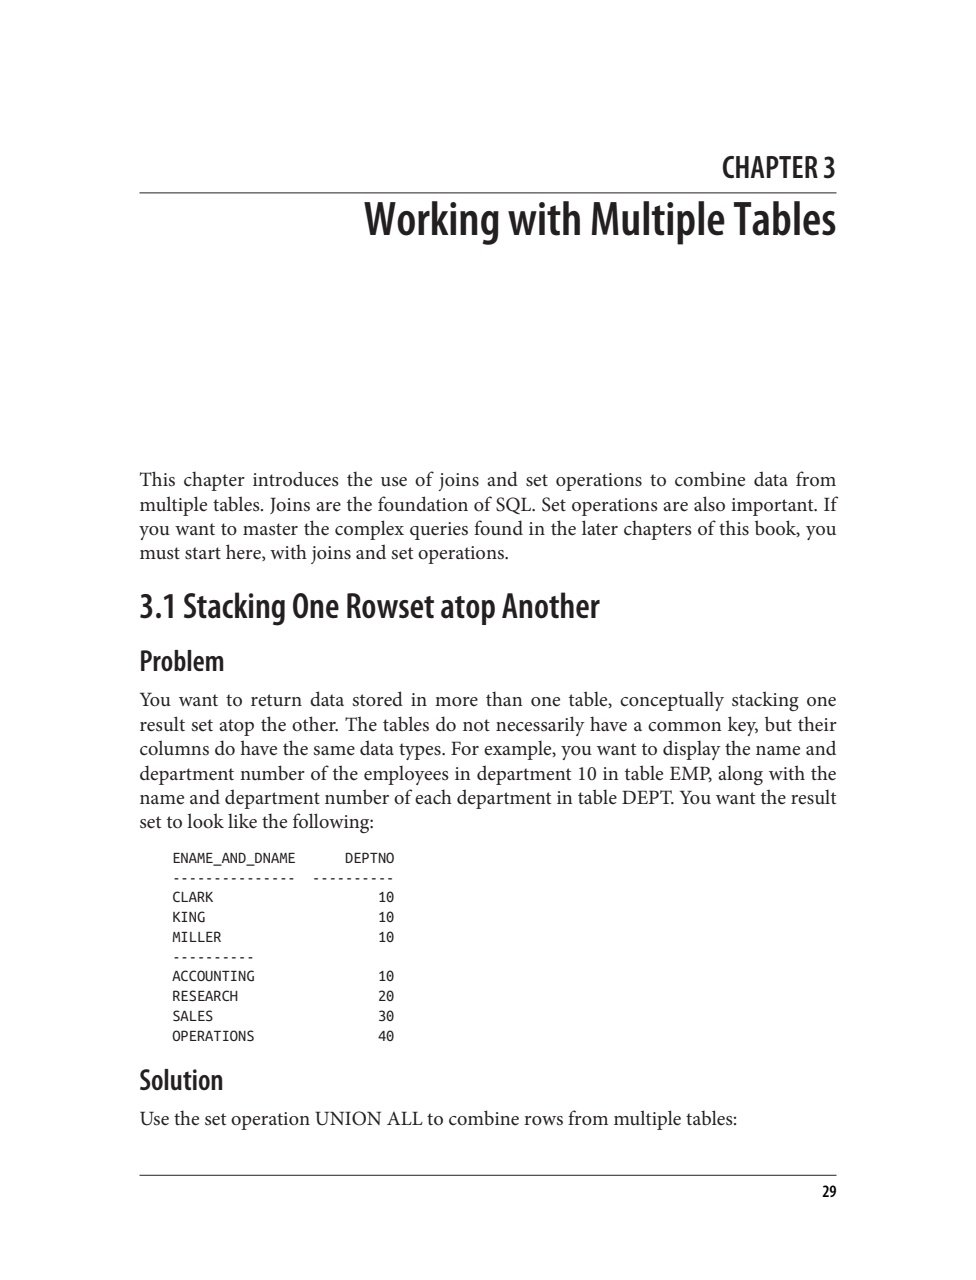 CHAPTER 3
Working with Multiple Tables
This chapter introduces the use of joins and set operations to combine data from
multiple tables. Joins are the foundation of SQL. Set operations are also important. If
you want to master the complex queries found in the later chapters of this book, you
must start here, with joins and set operations.
3.1 Stacking One Rowset atop Another
Problem
You want to return data stored in more than one table, conceptually stacking one
result set atop the other. The tables do not necessarily have a common key, but their
columns do have the same data types. For example, you want to display the name and
department number of the employees in department 10 in table EMP, along with the
name and department number of each department in table DEPT. You want the result
set to look like the following:
ENAME_AND_DNAME      DEPTNO
---------------  ----------
CLARK                    10
KING                     10
MILLER                   10
----------
ACCOUNTING               10
RESEARCH                 20
SALES                    30
OPERATIONS               40
Solution
Use the set operation UNION ALL to combine rows from multiple tables:
29